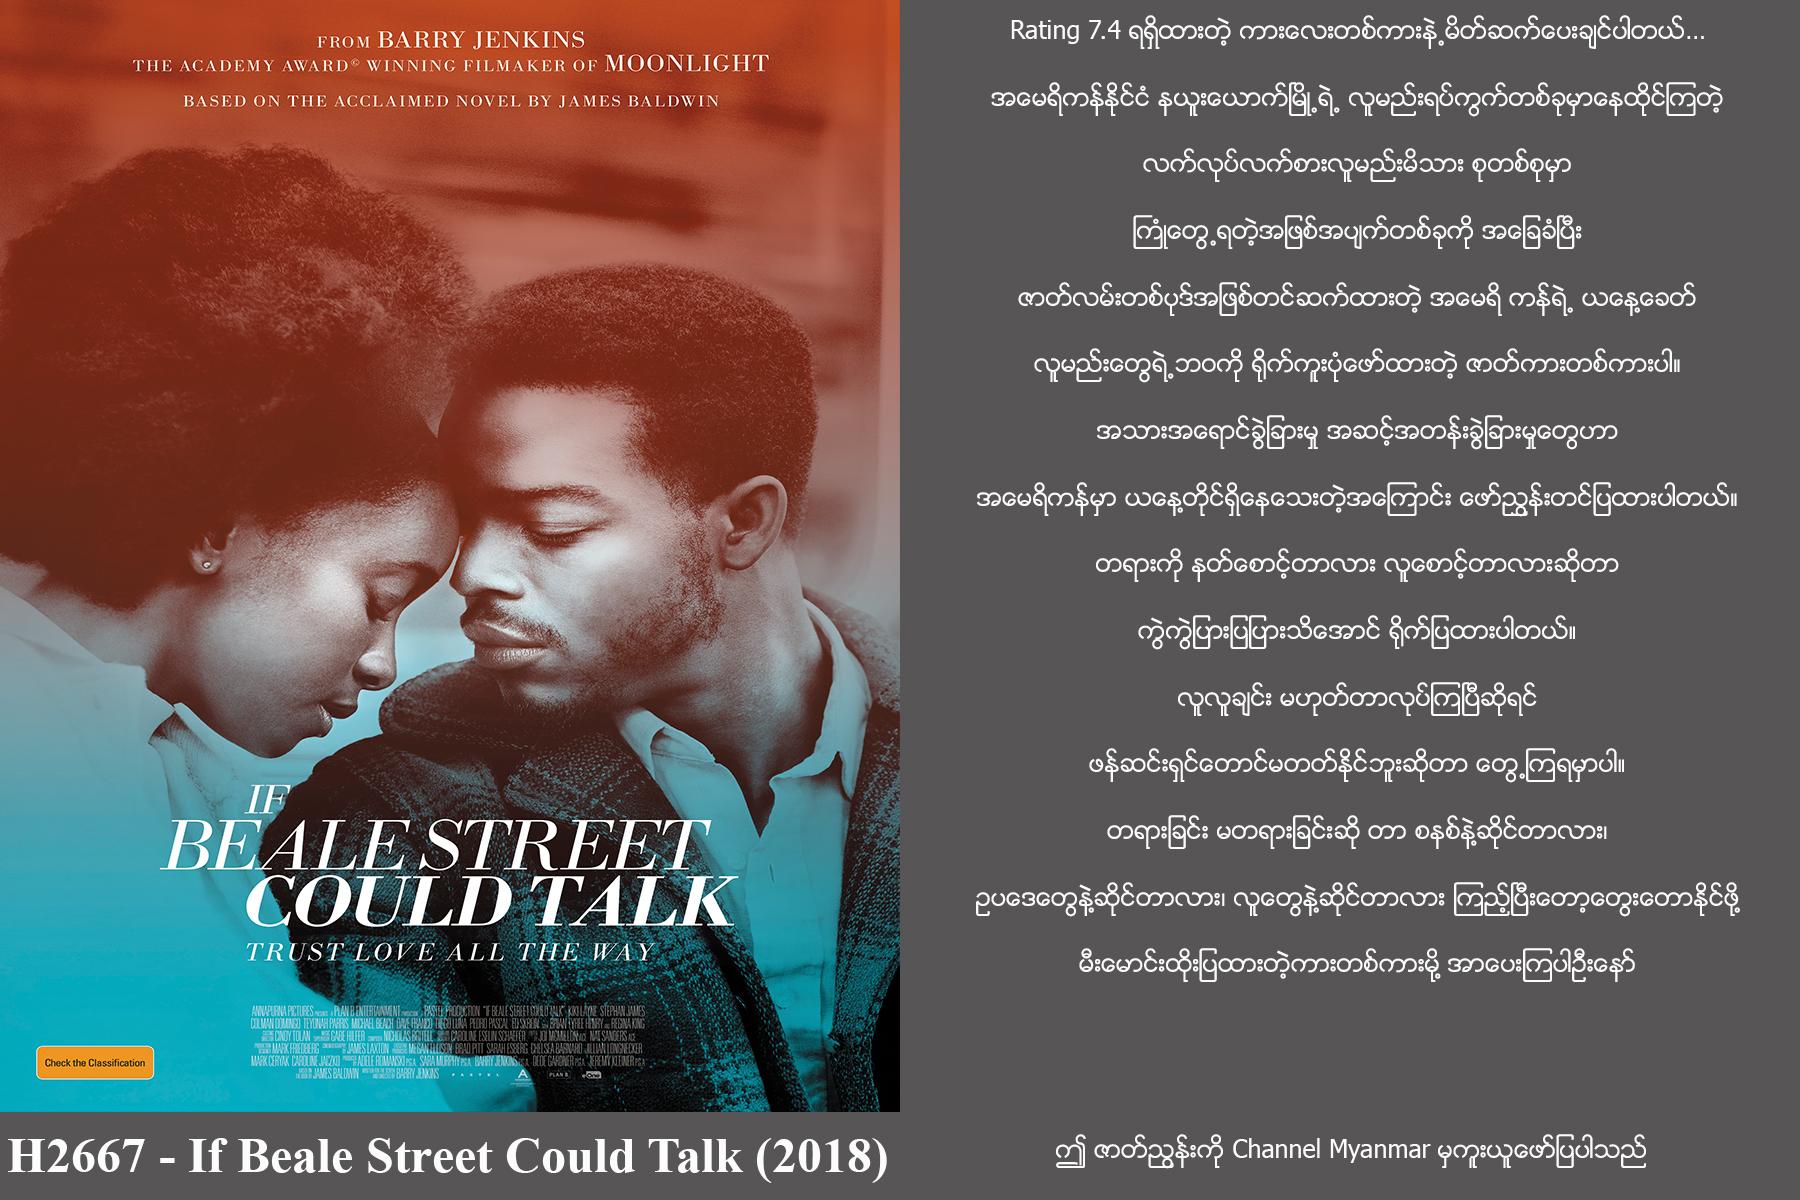 FROM BARRY JENKINS
THE ACADEMY AWARD© WINNING FILMAKER OF MOONLIGHT
BASED ON THE ACCLAIMED NOVEL BY JAMES BALDWIN
IF
BEALE STREET
COULD TALK
TRUST LOVE ALL THE WAY
Check the Classification
H2667 - If Beale Street Could Talk (2018)
Rating 7.4 ရရှိထားတဲ့ ကားလေးတစ်ကားနဲ့ မိတ်ဆက်ပေးချင်ပါတယ်...
အမေရိကန်နိုင်ငံ နယူးယောက်မြို့ရဲ့ လူမည်းရပ်ကွက်တစ်ခုမှာနေထိုင်ကြတဲ့
လက်လုပ်လက်စားလူမည်းမိသား စုတစ်စုမှာ
ကြုံတွေ့ရတဲ့အဖြစ်အပျက်တစ်ခုကို အခြေခံပြီး
ဇာတ်လမ်းတစ်ပုဒ်အဖြစ်တင်ဆက်ထားတဲ့ အမေရိ ကန်ရဲ့ ယနေ့ခေတ်
လူမည်းတွေရဲ့ဘဝကို ရိုက်ကူးပုံဖော်ထားတဲ့ ဇာတ်ကားတစ်ကားပါ။
အသားအရောင်ခွဲခြားမှု အဆင့်အတန်းခွဲခြားမှုတွေဟာ
အမေရိကန်မှာ ယနေ့တိုင်ရှိနေသေးတဲ့အကြောင်း ဖော်ညွှန်းတင်ပြထားပါတယ်။
တရားကို နတ်စောင့်တာလား လူစောင့်တာလားဆိုတာ
ကွဲကွဲပြားပြပြားသိအောင် ရိုက်ပြထားပါတယ်။
လူလူချင်း မဟုတ်တာလုပ်ကြပြီဆိုရင်
ဖန်ဆင်းရှင်တောင်မတတ်နိုင်ဘူးဆိုတာ တွေ့ကြရမှာပါ။
တရားခြင်း မတရားခြင်းဆို တာ စနစ်နဲ့ဆိုင်တာလား၊
ဥပဒေတွေနဲ့ဆိုင်တာလား၊ လူတွေနဲ့ဆိုင်တာလား ကြည့်ပြီးတော့တွေးတောနိုင်ဖို့
မီးမောင်းထိုးပြထားတဲ့ကားတစ်ကားမို့ အားပေးကြပါဦးနော်
ဤ ဇာတ်ညွှန်းကို Channel Myanmar မှကူးယူဖော်ပြပါသည်